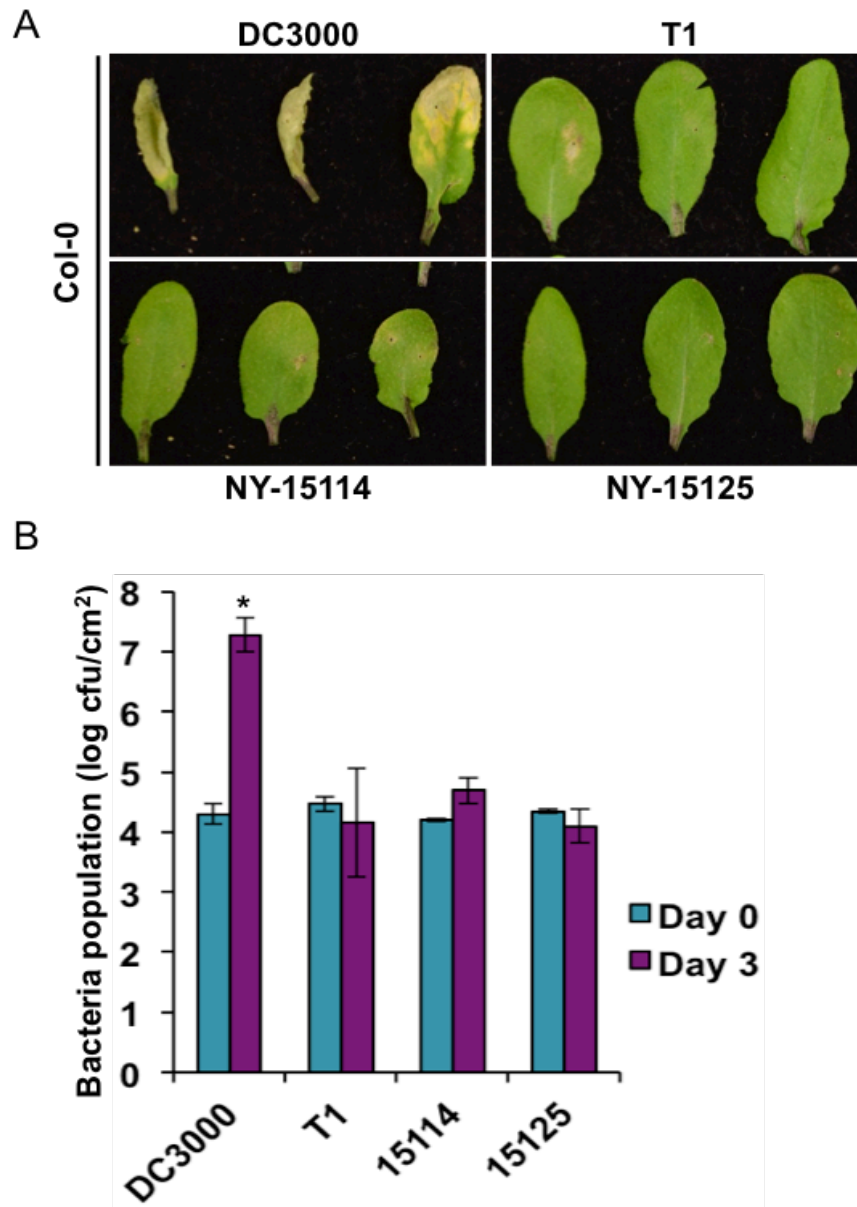 A
DC3000 T1
Col-0
NY-15114 NY-15125
B
Bacteria population (log cfu/cm²)
8
7
6
5
4
3
2
1
0
*
Day 0
Day 3
DC3000 T1 15114 15125